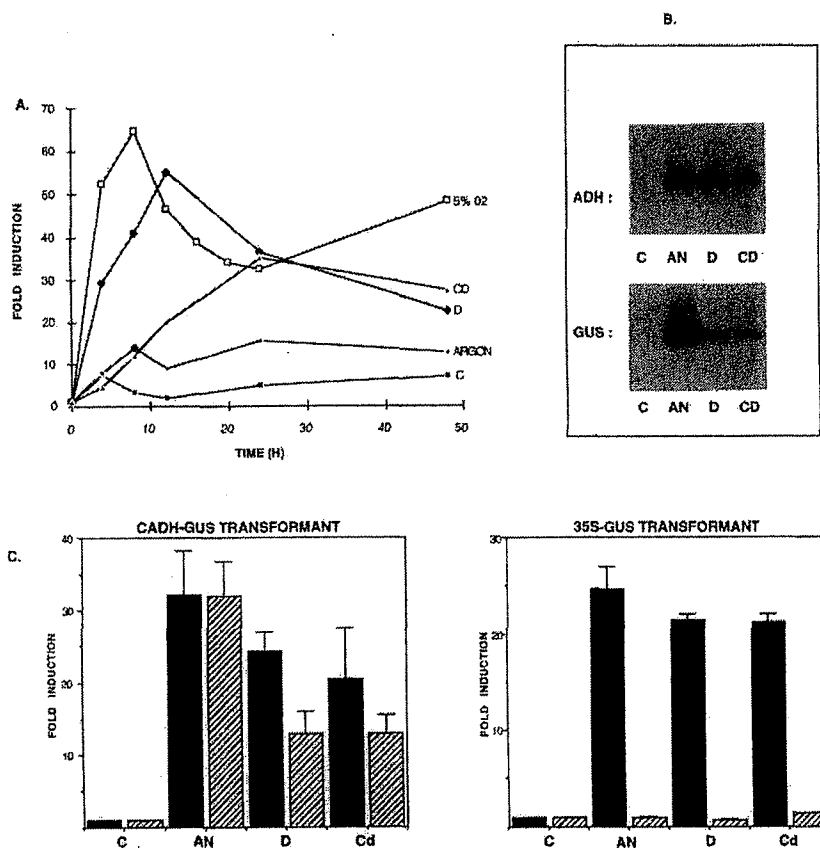 B.
A.
70
60
50
40
30
20
10
0
FOLD INDUCTION
0 10 20 30 40 50
TIME (H)
5% 02
CD
D
ARGON
C
ADH :
C AN D CD
GUS :
C AN D CD
C.
CADH-GUS TRANSFORMANT
40
30
20
10
FOLD INDUCTION
C AN D Cd
35S-GUS TRANSFORMANT
30
20
10
FOLD INDUCTION
C AN D Cd